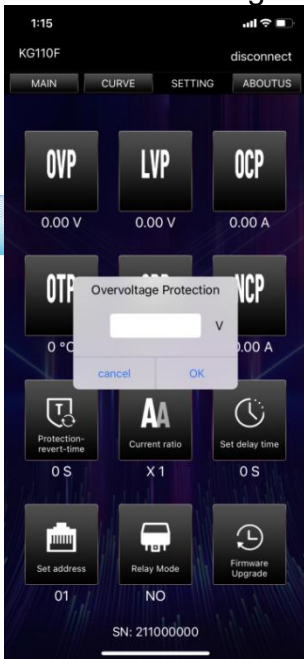 1:15
KG110F
disconnect
MAIN CURVE SETTING ABOUTUS
OVP LVP OCP
0.00 V 0.00 V 0.00 A
OTP NCP
Overvoltage Protection
V
0 °C 0.00 A
cancel OK
AA
Protection-
revert-time
Current ratio
Set delay time
0 S X 1 0 S
Set address
Relay Mode
Firmware
Upgrade
01 NO
SN: 211000000